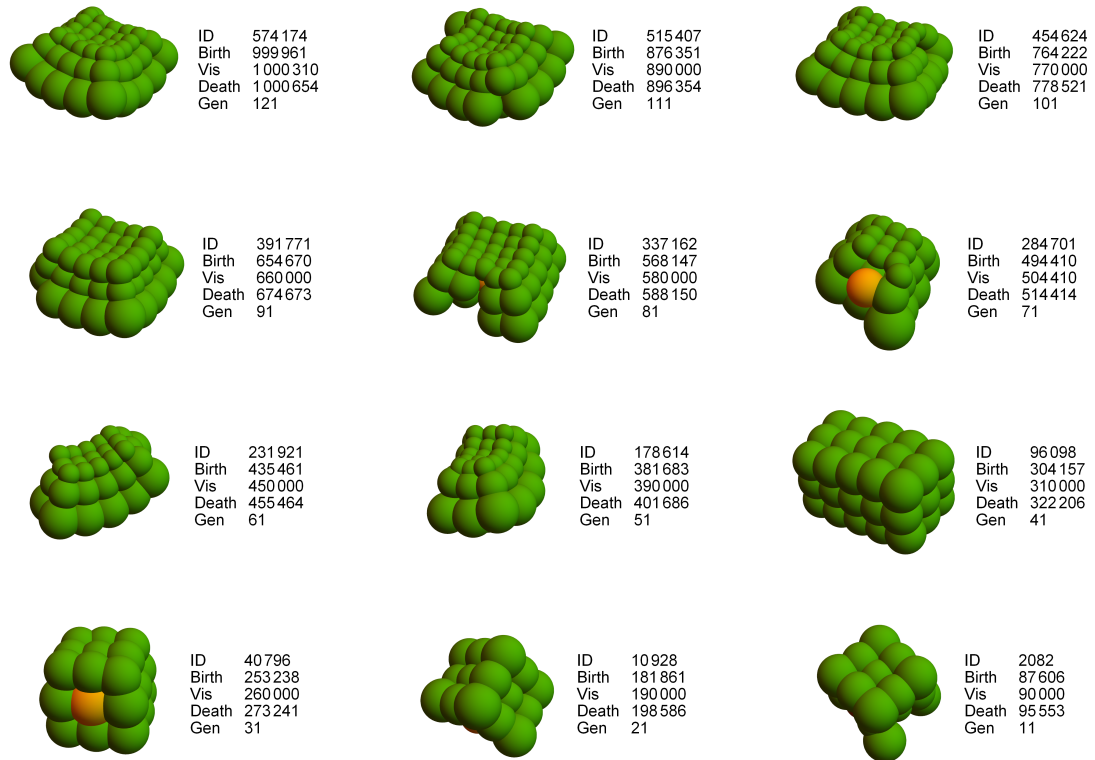 ID 574 174
Birth 999 961
Vis 1 000 310
Death 1 000 654
Gen 121
ID 515 407
Birth 876 351
Vis 890 000
Death 896 354
Gen 111
ID 454 624
Birth 764 222
Vis 770 000
Death 778 521
Gen 101
ID 391 771
Birth 654 670
Vis 660 000
Death 674 673
Gen 91
ID 337 162
Birth 568 147
Vis 580 000
Death 588 150
Gen 81
ID 284 701
Birth 494 410
Vis 504 410
Death 514 414
Gen 71
ID 231 921
Birth 435 461
Vis 450 000
Death 455 464
Gen 61
ID 178 614
Birth 381 683
Vis 390 000
Death 401 686
Gen 51
ID 96 098
Birth 304 157
Vis 310 000
Death 322 206
Gen 41
ID 40 796
Birth 253 238
Vis 260 000
Death 273 241
Gen 31
ID 10 928
Birth 181 861
Vis 190 000
Death 198 586
Gen 21
ID 2082
Birth 87 606
Vis 90 000
Death 95 553
Gen 11